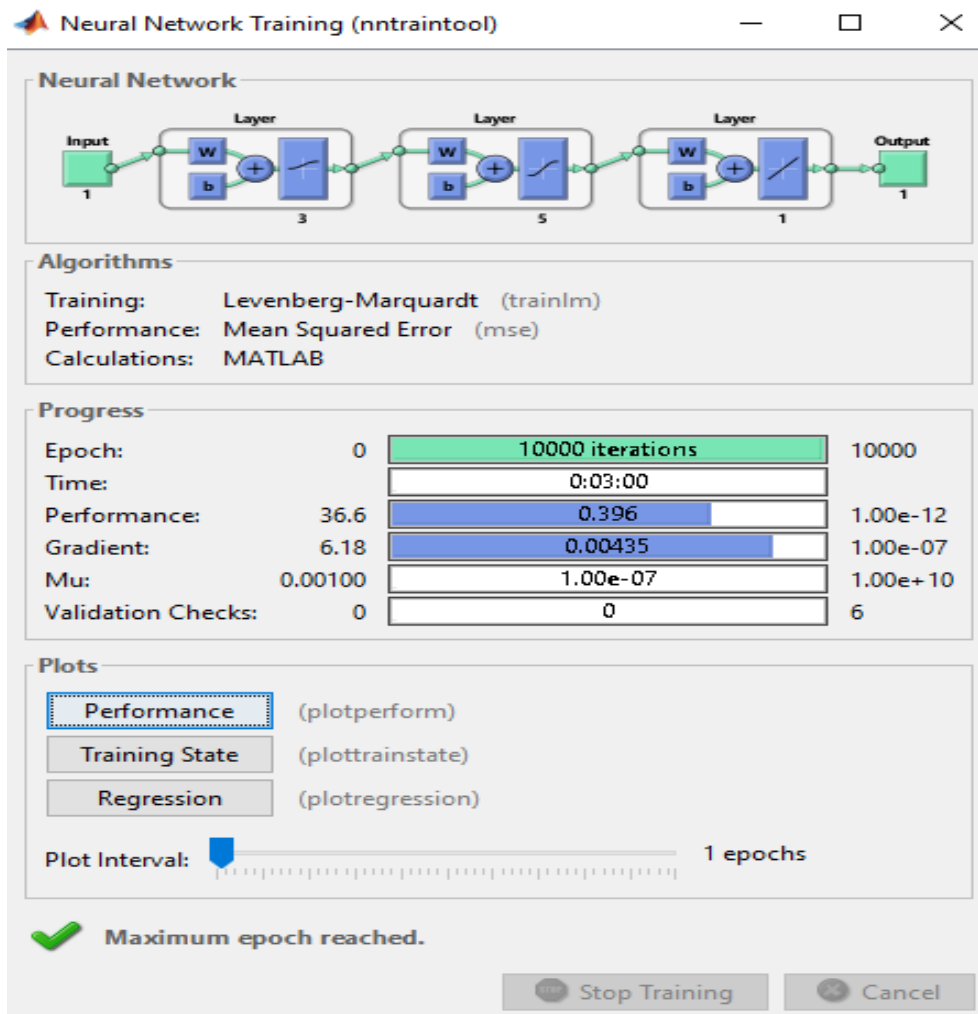 Neural Network Training (nntraintool)
Neural Network
Layer Layer Layer
Input Output
W W W
b b b
1 3 5 1 1
Algorithms
Training: Levenberg-Marquardt (trainlm)
Performance: Mean Squared Error (mse)
Calculations: MATLAB
Progress
Epoch: 0 10000 iterations 10000
Time: 0:03:00
Performance: 36.6 0.396 1.00e-12
Gradient: 6.18 0.00435 1.00e-07
Mu: 0.00100 1.00e-07 1.00e+10
Validation Checks: 0 0 6
Plots
Performance (plotperform)
Training State (plottrainstate)
Regression (plotregression)
Plot Interval: 1 epochs
Maximum epoch reached.
Stop Training Cancel